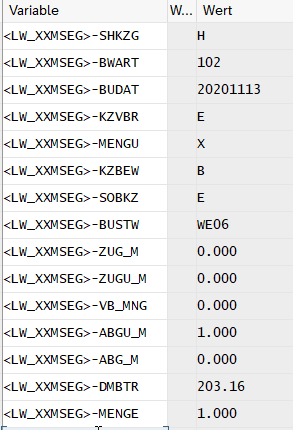 Variable W... Wert
<LW_XXMSEG>-SHKZG H
<LW_XXMSEG>-BWART 102
<LW_XXMSEG>-BUDAT 20201113
<LW_XXMSEG>-KZVBR E
<LW_XXMSEG>-MENGU X
<LW_XXMSEG>-KZBEW B
<LW_XXMSEG>-SOBKZ E
<LW_XXMSEG>-BUSTW WE06
<LW_XXMSEG>-ZUG_M 0.000
<LW_XXMSEG>-ZUGU_M 0.000
<LW_XXMSEG>-VB_MNG 0.000
<LW_XXMSEG>-ABGU_M 1.000
<LW_XXMSEG>-ABG_M 0.000
<LW_XXMSEG>-DMBTR 203.16
<LW_XXMSEG>-MENGE 1.000